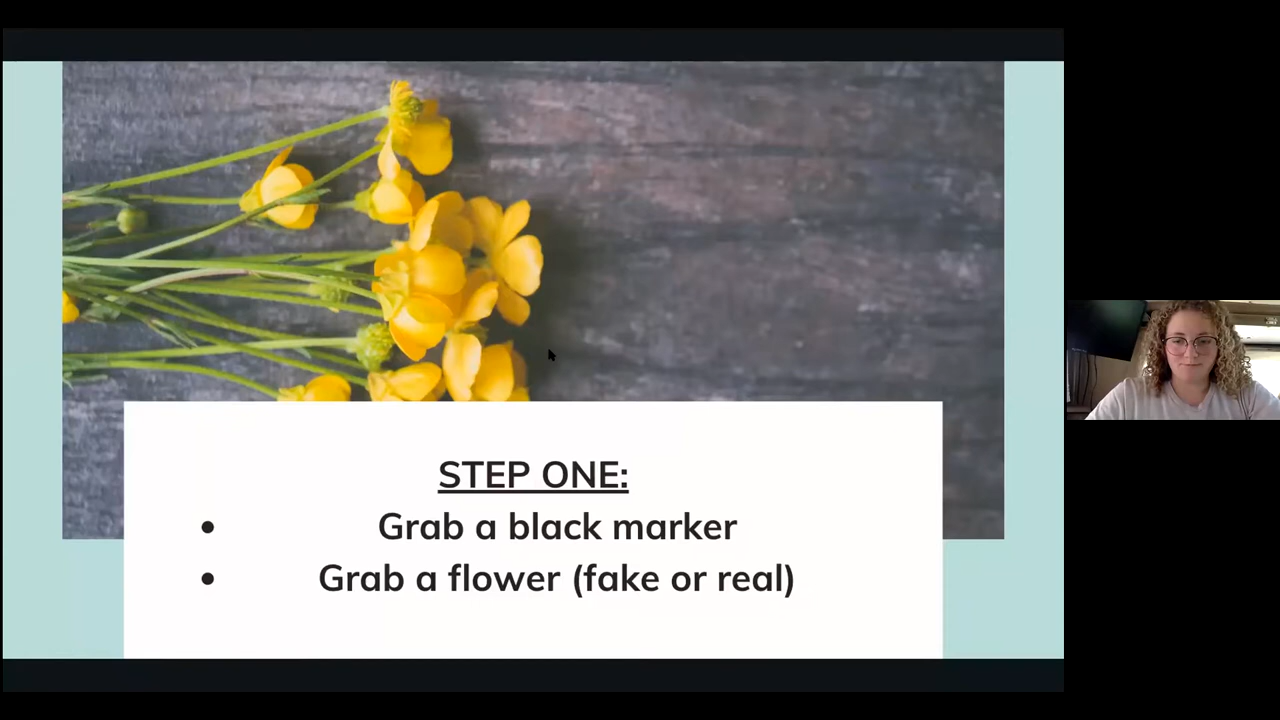 STEP ONE:
• Grab a black marker
• Grab a flower (fake or real)